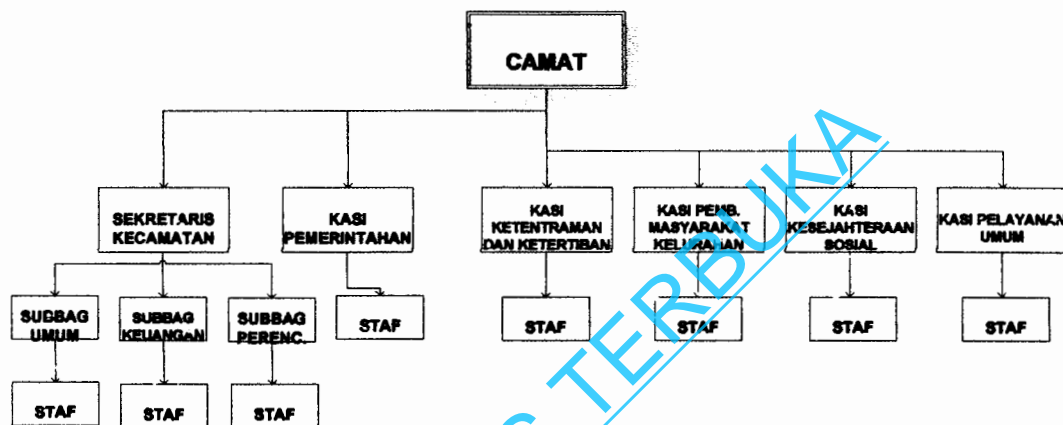 CAMAT
SEKRETARIS
KECAMATAN
KASI
PEMERINTAHAN
KASI
KETENTRAMAN
DAN KETERTIBAN
KASI PEMB.
MASYARAKAT
KELURAHAN
KASI
KESEJAHTERAAN
SOSIAL
KASI PELAYANAN
UMUM
SUBBAG
UMUM
SUBBAG
KEUANGAN
SUBBAG
PERENC.
STAF
STAF
STAF
STAF
STAF
STAF
STAF
STAF
S TERBUKA